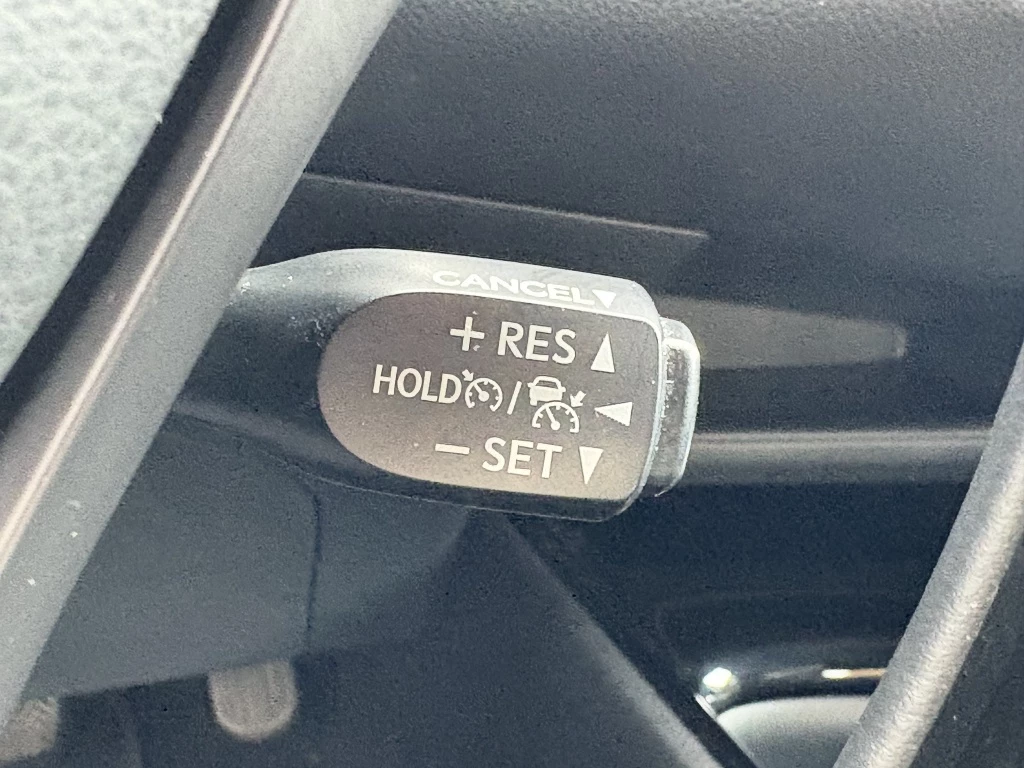 CANCEL
+ RES
HOLD /
− SET